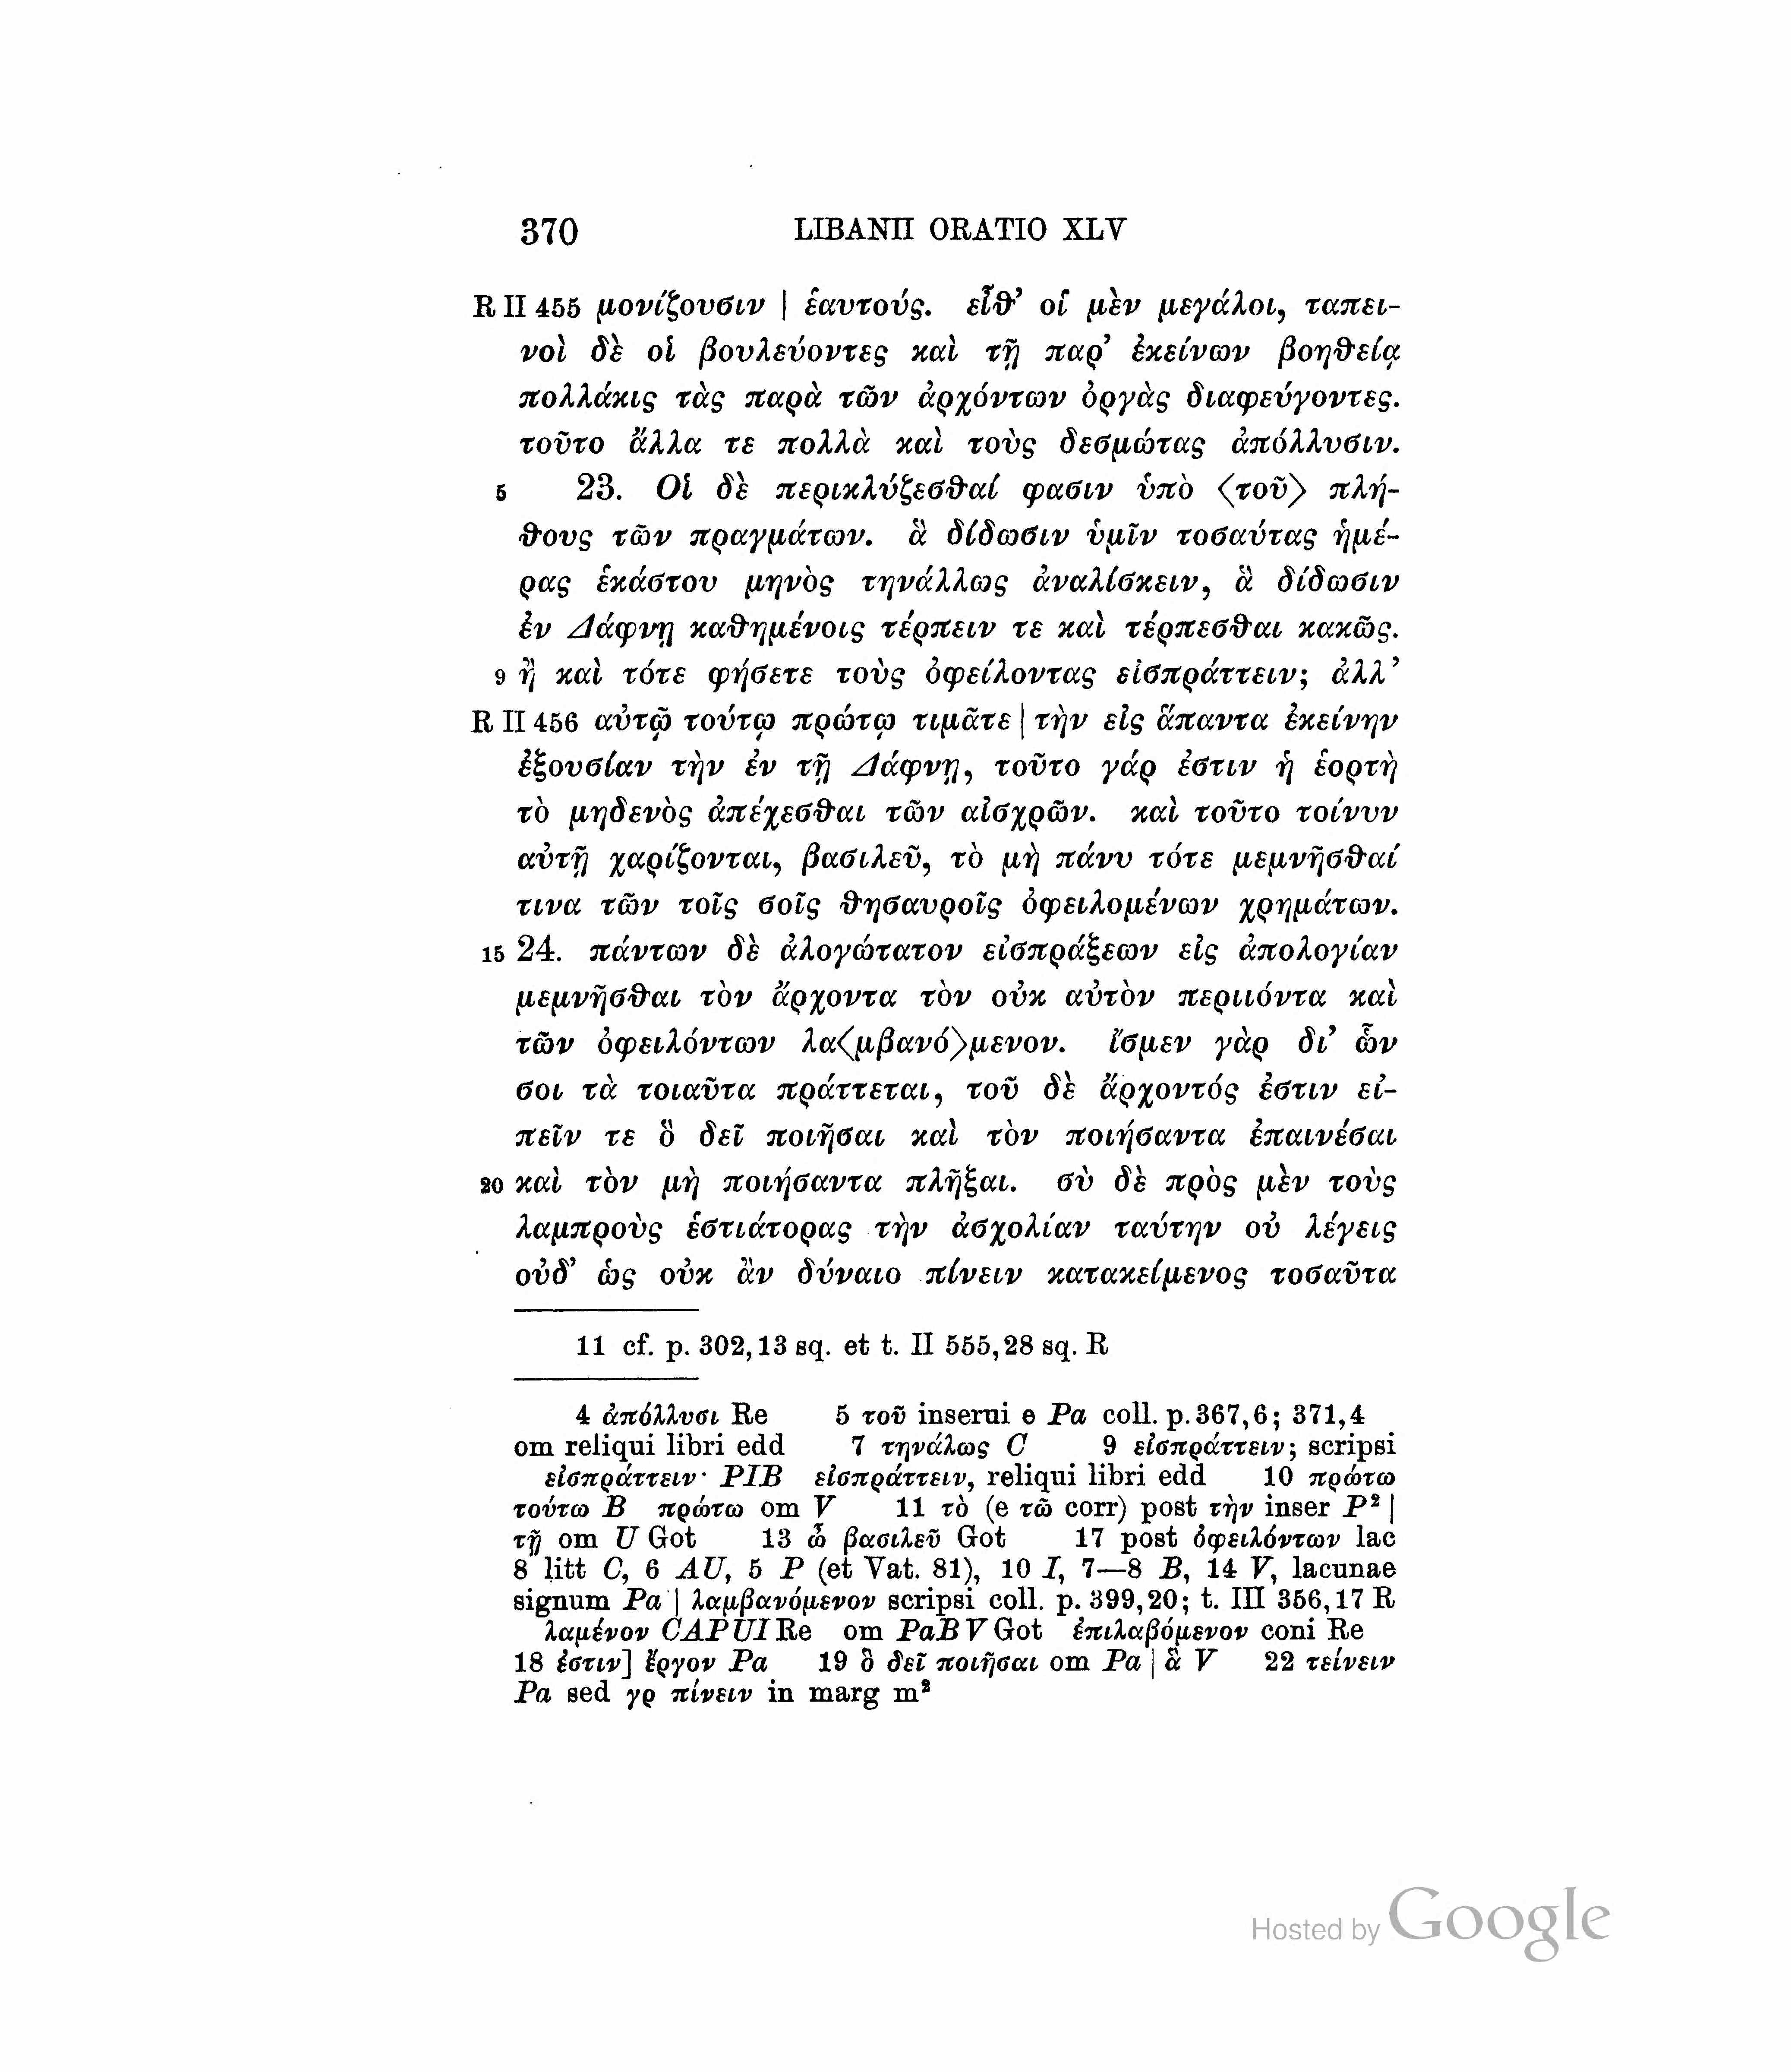 370 LIBANII ORATIO XLV
R II 455 μονίζουσιν | ἑαυτούς. εἶθ’ οἱ μὲν μεγάλοι, ταπει-
νοὶ δὲ οἱ βουλεύοντες καὶ τῇ παρ’ ἐκείνων βοηθείᾳ
πολλάκις τὰς παρὰ τῶν ἀρχόντων ὀργὰς διαφεύγοντες.
τοῦτο ἄλλα τε πολλὰ καὶ τοὺς δεσμώτας ἀπόλλυσιν.
5 23. Οἱ δὲ περικλύζεσθαί φασιν ὑπὸ ⟨τοῦ⟩ πλή-
θους τῶν πραγμάτων. ἃ δίδωσιν ὑμῖν τοσαύτας ἡμέ-
ρας ἑκάστου μηνὸς τηνάλλως ἀναλίσκειν, ἃ δίδωσιν
ἐν Δάφνῃ καθημένοις τέρπειν τε καὶ τέρπεσθαι κακῶς.
9 ἢ καὶ τότε φήσετε τοὺς ὀφείλοντας εἰσπράττειν; ἀλλ’
R II 456 αὐτῷ τούτῳ πρώτῳ τιμᾶτε | τὴν εἰς ἅπαντα ἐκείνην
ἐξουσίαν τὴν ἐν τῇ Δάφνῃ, τοῦτο γάρ ἐστιν ἡ ἑορτὴ
τὸ μηδενὸς ἀπέχεσθαι τῶν αἰσχρῶν. καὶ τοῦτο τοίνυν
αὐτῇ χαρίζονται, βασιλεῦ, τὸ μὴ πάνυ τότε μεμνῆσθαί
τινα τῶν τοῖς σοῖς θησαυροῖς ὀφειλομένων χρημάτων.
15 24. πάντων δὲ ἀλογώτατον εἰσπράξεων εἰς ἀπολογίαν
μεμνῆσθαι τὸν ἄρχοντα τὸν οὐκ αὐτὸν περιιόντα καὶ
τῶν ὀφειλόντων λα⟨μβανό⟩μενον. ἴσμεν γὰρ δι’ ὧν
σοι τὰ τοιαῦτα πράττεται, τοῦ δὲ ἄρχοντός ἐστιν εἰ-
πεῖν τε ὃ δεῖ ποιῆσαι καὶ τὸν ποιήσαντα ἐπαινέσαι
20 καὶ τὸν μὴ ποιήσαντα πλῆξαι. σὺ δὲ πρὸς μὲν τοὺς
λαμπροὺς ἑστιάτορας τὴν ἀσχολίαν ταύτην οὐ λέγεις
οὐδ’ ὡς οὐκ ἂν δύναιο πίνειν κατακείμενος τοσαῦτα
11 cf. p. 302,13 sq. et t. II 555,28 sq. R
4 ἀπόλλυσι Re 5 τοῦ inserui e Pa coll. p. 367,6; 371,4
om reliqui libri edd 7 τηνάλως C 9 εἰσπράττειν; scripsi
εἰσπράττειν· PIB εἰσπράττειν, reliqui libri edd 10 πρώτω
τούτω B πρώτω om V 11 τὸ (e τῶ corr) post τὴν inser P² |
τῇ om U Got 13 ὦ βασιλεῦ Got 17 post ὀφειλόντων lac
8 litt C, 6 AU, 5 P (et Vat. 81), 10 I, 7—8 B, 14 V, lacunae
signum Pa | λαμβανόμενον scripsi coll. p. 399,20; t. III 356,17 R
λαμένον CAPUI Re om PaBV Got ἐπιλαβόμενον coni Re
18 ἐστιν] ἔργον Pa 19 ὃ δεῖ ποιῆσαι om Pa | ἃ V 22 τείνειν
Pa sed γρ πίνειν in marg m²
Hosted by Google